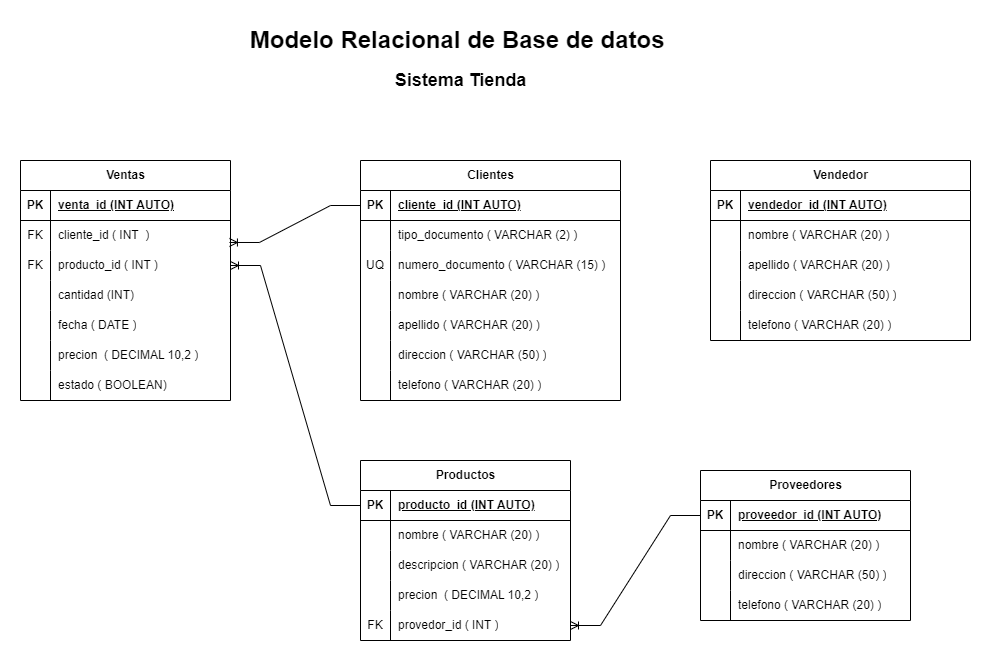 Modelo Relacional de Base de datos
Sistema Tienda
Ventas
PK venta_id (INT AUTO)
FK cliente_id ( INT )
FK producto_id ( INT )
cantidad (INT)
fecha ( DATE )
precion ( DECIMAL 10,2 )
estado ( BOOLEAN)
Clientes
PK cliente_id (INT AUTO)
tipo_documento ( VARCHAR (2) )
UQ numero_documento ( VARCHAR (15) )
nombre ( VARCHAR (20) )
apellido ( VARCHAR (20) )
direccion ( VARCHAR (50) )
telefono ( VARCHAR (20) )
Vendedor
PK vendedor_id (INT AUTO)
nombre ( VARCHAR (20) )
apellido ( VARCHAR (20) )
direccion ( VARCHAR (50) )
telefono ( VARCHAR (20) )
Productos
PK producto_id (INT AUTO)
nombre ( VARCHAR (20) )
descripcion ( VARCHAR (20) )
precion ( DECIMAL 10,2 )
FK provedor_id ( INT )
Proveedores
PK proveedor_id (INT AUTO)
nombre ( VARCHAR (20) )
direccion ( VARCHAR (50) )
telefono ( VARCHAR (20) )